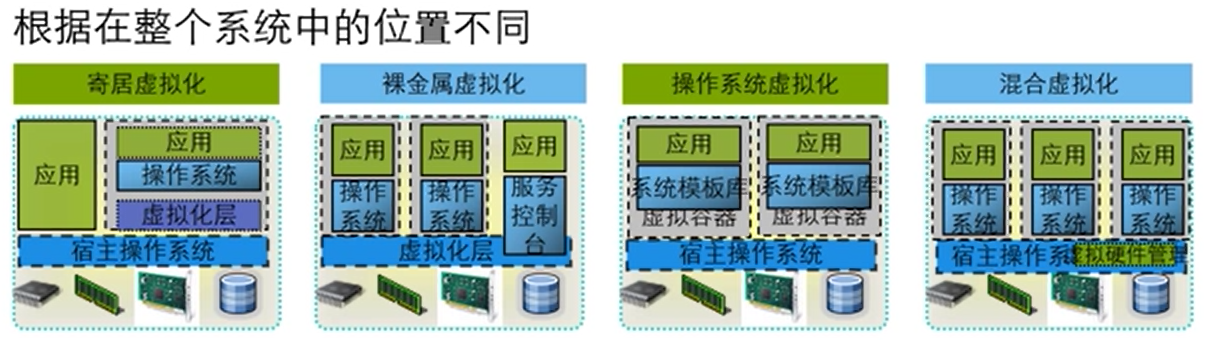 根据在整个系统中的位置不同
寄居虚拟化
应用
应用
操作系统
虚拟化层
宿主操作系统
裸金属虚拟化
应用
操作
系统
应用
操作
系统
应用
服务
控制
台
虚拟化层
操作系统虚拟化
应用
系统模板库
虚拟容器
应用
系统模板库
虚拟容器
宿主操作系统
混合虚拟化
应用
操作
系统
应用
操作
系统
应用
操作
系统
宿主操作系
虚拟硬件管理